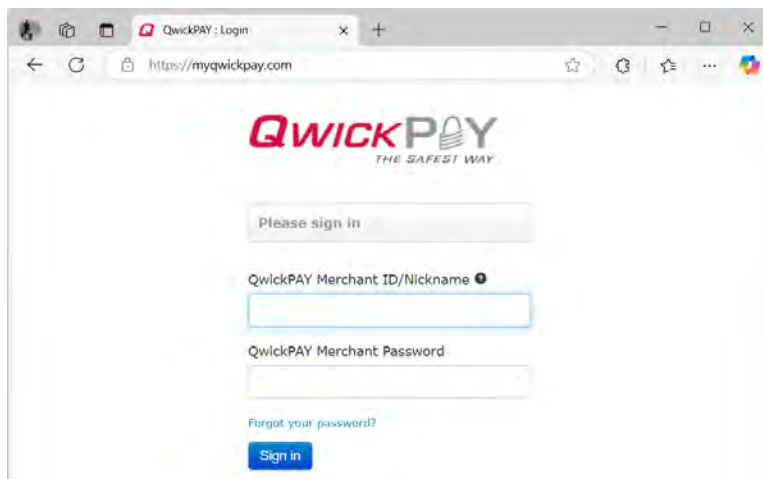 QwickPAY : Login
https://myqwickpay.com
QWICKPAY
THE SAFEST WAY
Please sign in
QwickPAY Merchant ID/Nickname
QwickPAY Merchant Password
Forgot your password?
Sign in